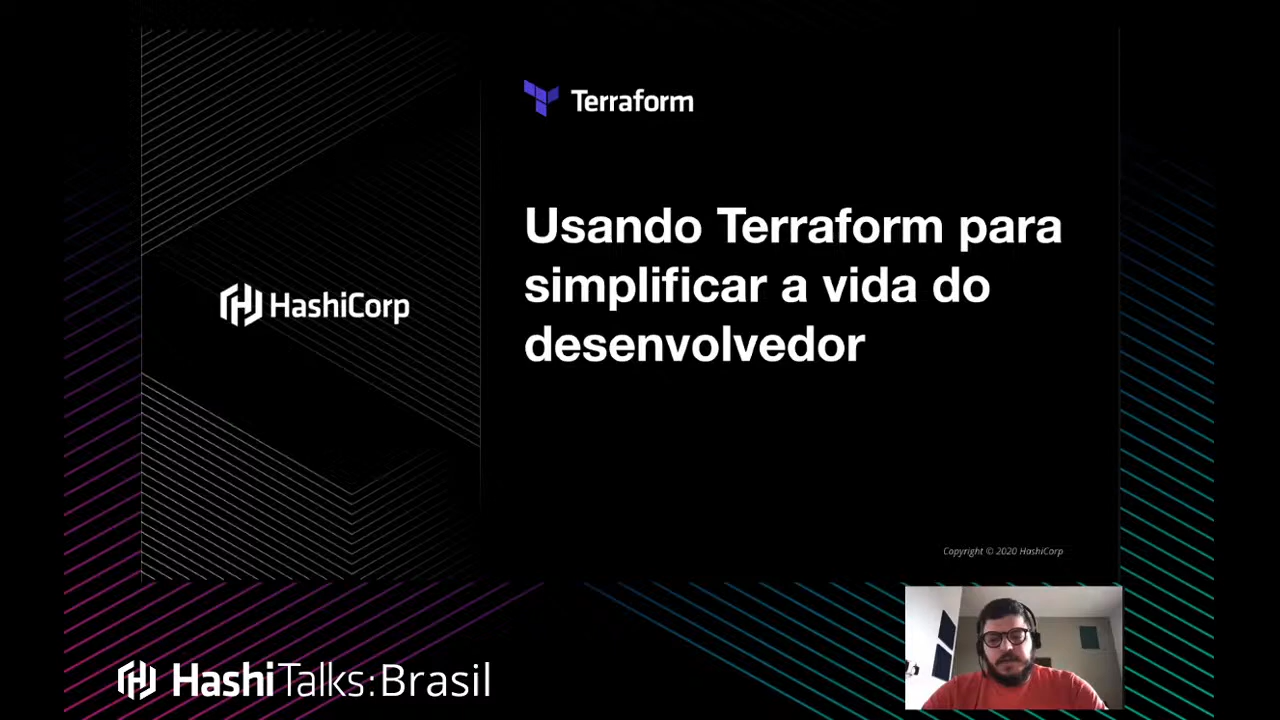 Terraform
Usando Terraform para
simplificar a vida do
desenvolvedor
HashiCorp
Copyright © 2020 HashiCorp
HashiTalks:Brasil